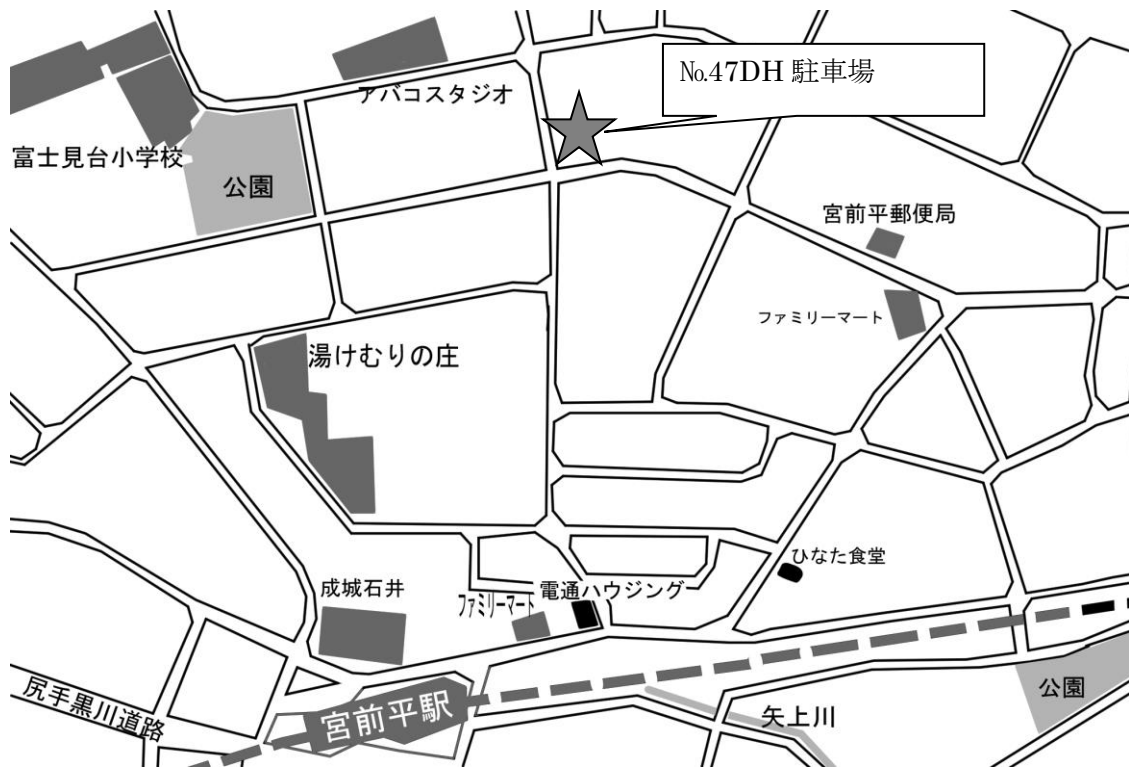 №47DH 駐車場
アバコスタジオ
富士見台小学校
公園
宮前平郵便局
ファミリーマート
湯けむりの庄
ひなた食堂
成城石井
電通ハウジング
ファミリーマート
公園
尻手黒川道路
宮前平駅
矢上川